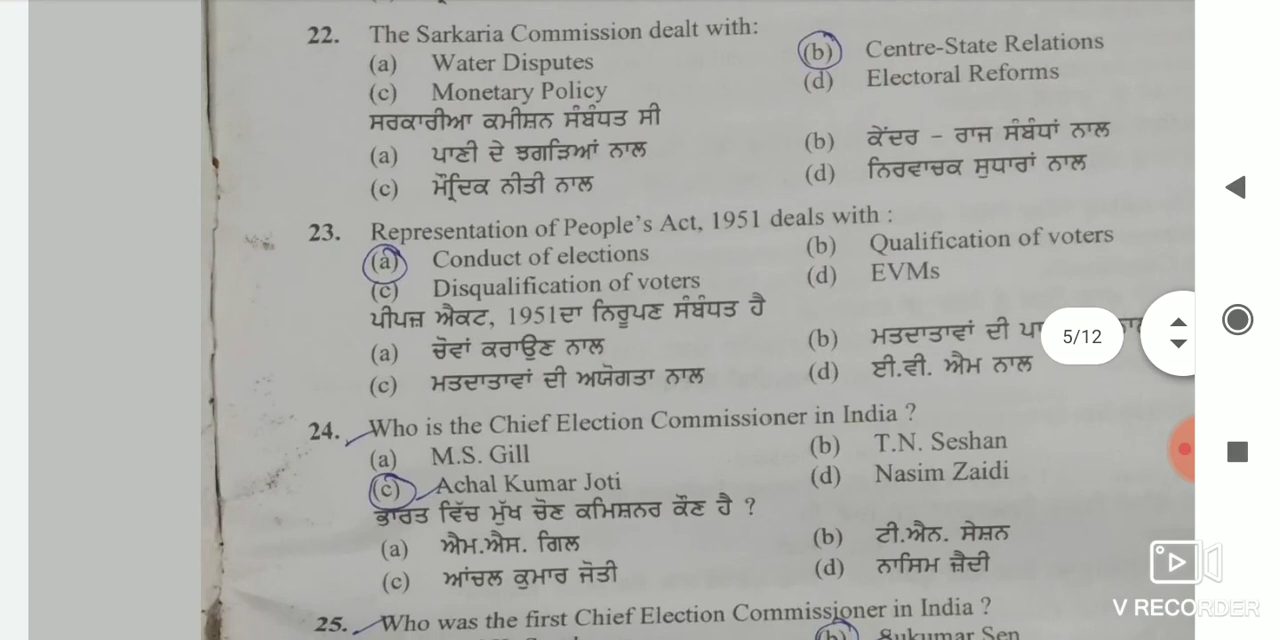 22. The Sarkaria Commission dealt with:
(a) Water Disputes (b) Centre-State Relations
(c) Monetary Policy (d) Electoral Reforms
ਸਰਕਾਰੀਆ ਕਮੀਸ਼ਨ ਸੰਬੰਧਤ ਸੀ
(a) ਪਾਣੀ ਦੇ ਝਗੜਿਆਂ ਨਾਲ (b) ਕੇਂਦਰ - ਰਾਜ ਸੰਬੰਧਾਂ ਨਾਲ
(c) ਮੌਦ੍ਰਿਕ ਨੀਤੀ ਨਾਲ (d) ਨਿਰਵਾਚਕ ਸੁਧਾਰਾਂ ਨਾਲ
23. Representation of People's Act, 1951 deals with :
(a) Conduct of elections (b) Qualification of voters
(c) Disqualification of voters (d) EVMs
ਪੀਪਜ਼ ਐਕਟ, 1951ਦਾ ਨਿਰੂਪਣ ਸੰਬੰਧਤ ਹੈ
(a) ਚੋਵਾਂ ਕਰਾਉਣ ਨਾਲ (b) ਮਤਦਾਤਾਵਾਂ ਦੀ
(c) ਮਤਦਾਤਾਵਾਂ ਦੀ ਅਯੋਗਤਾ ਨਾਲ (d) ਈ.ਵੀ. ਐਮ ਨਾਲ
5/12
24. Who is the Chief Election Commissioner in India ?
(a) M.S. Gill (b) T.N. Seshan
(c) Achal Kumar Joti (d) Nasim Zaidi
ਭਾਰਤ ਵਿੱਚ ਮੁੱਖ ਚੋਣ ਕਮਿਸ਼ਨਰ ਕੌਣ ਹੈ ?
(a) ਐਮ.ਐਸ. ਗਿਲ (b) ਟੀ.ਐਨ. ਸੇਸ਼ਨ
(c) ਆਂਚਲ ਕੁਮਾਰ ਜੋਤੀ (d) ਨਾਸਿਮ ਜ਼ੈਦੀ
25. Who was the first Chief Election Commissioner in India ?
(b) Sukumar Sen
V RECORDER